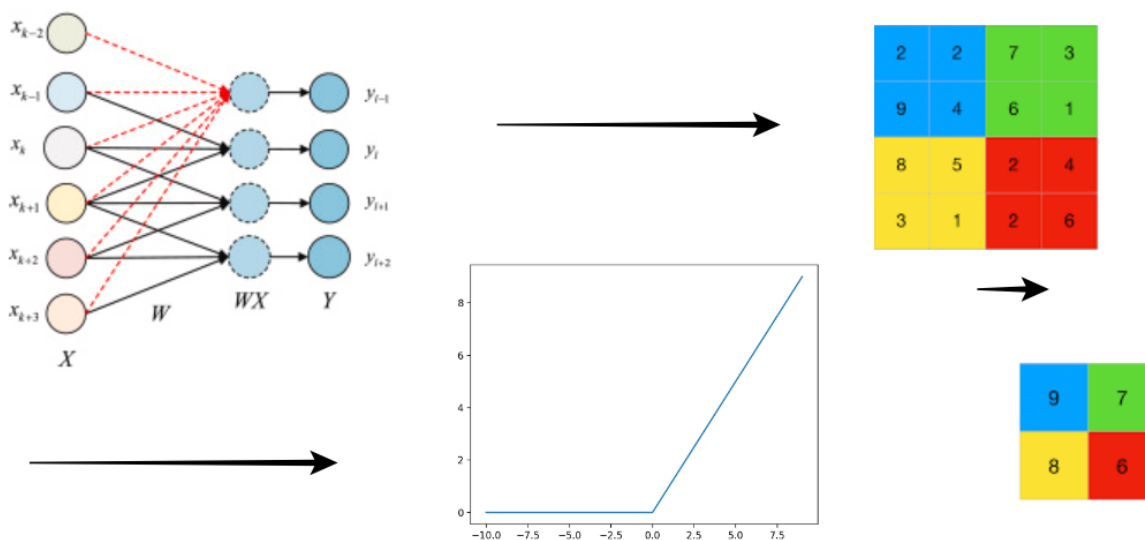 x_{k-2}
x_{k-1}
x_k
x_{k+1}
x_{k+2}
x_{k+3}
X
W
WX
Y
y_{i-1}
y_i
y_{i+1}
y_{i+2}
2 2 7 3
9 4 6 1
8 5 2 4
3 1 2 6
8
6
4
2
0
-10.0 -7.5 -5.0 -2.5 0.0 2.5 5.0 7.5
9 7
8 6